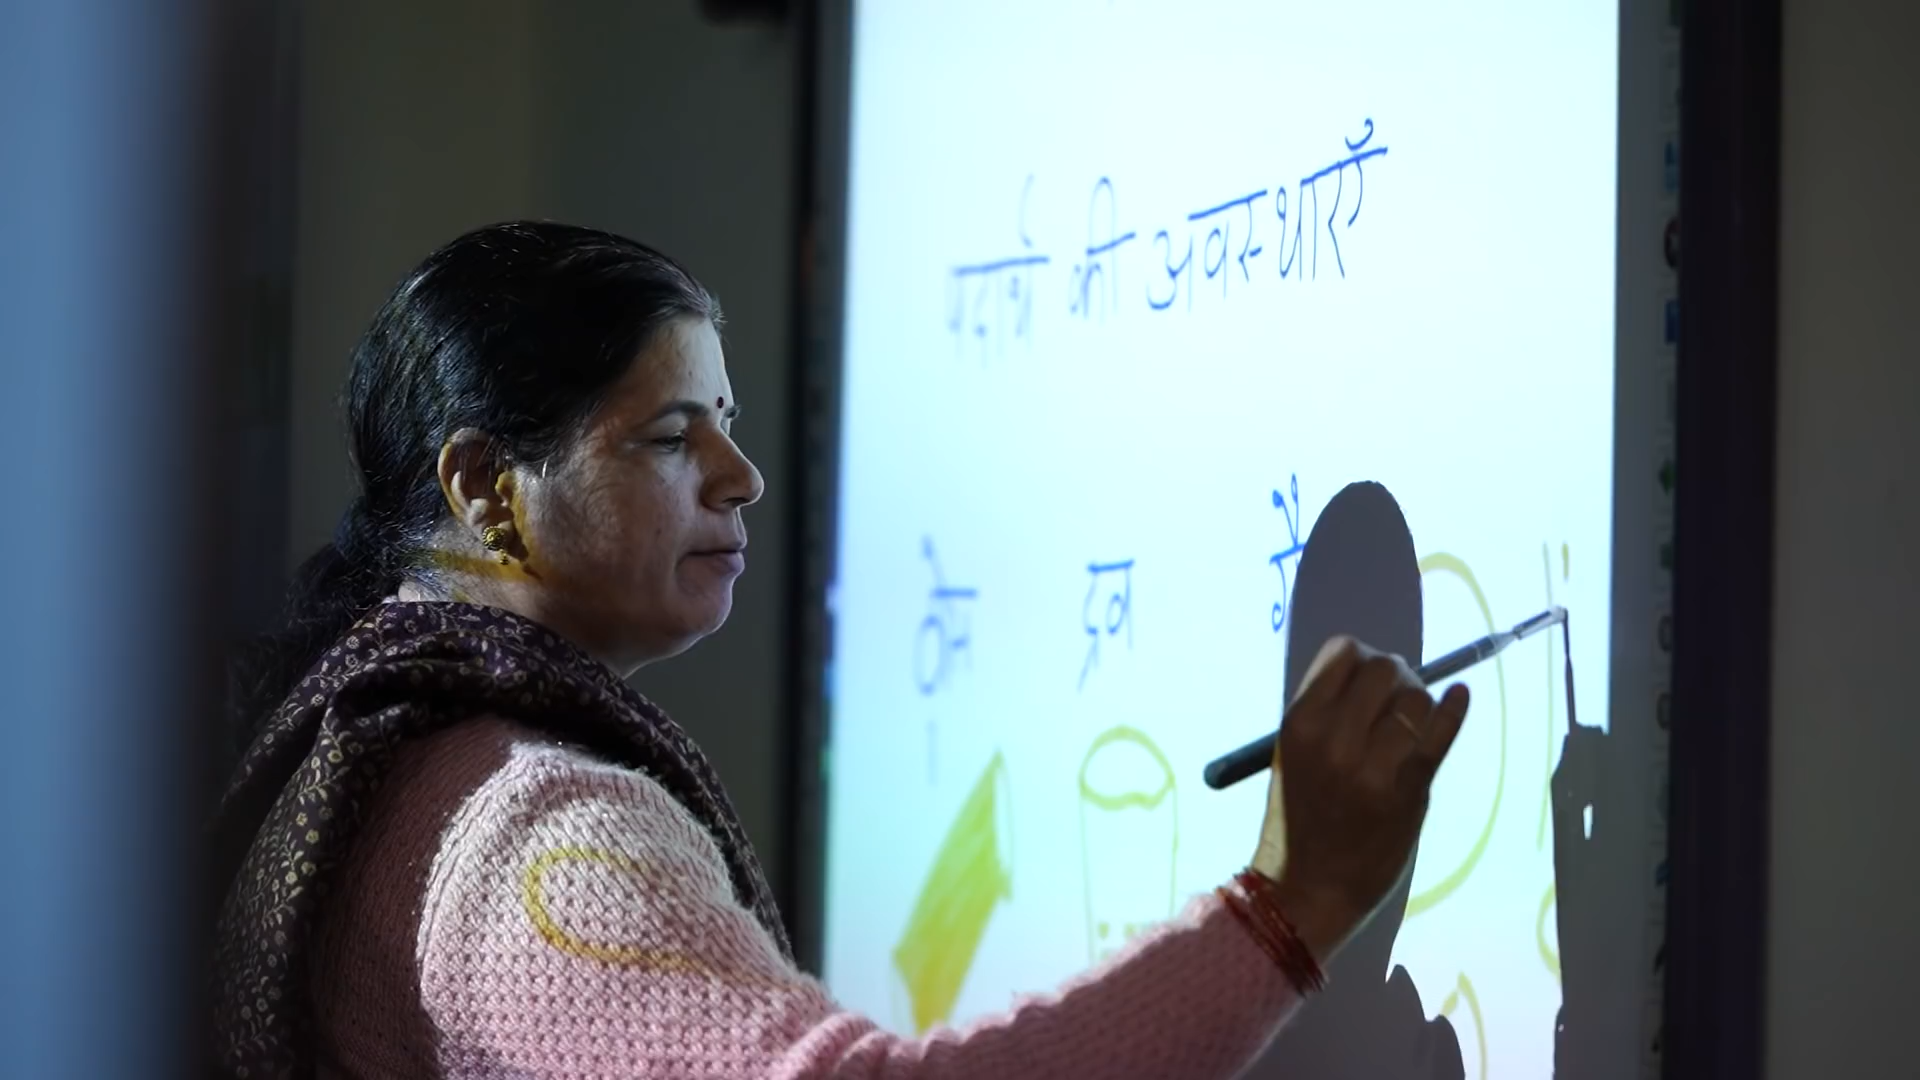 पदार्थ की अवस्थाएँ
ठोस द्रव गै